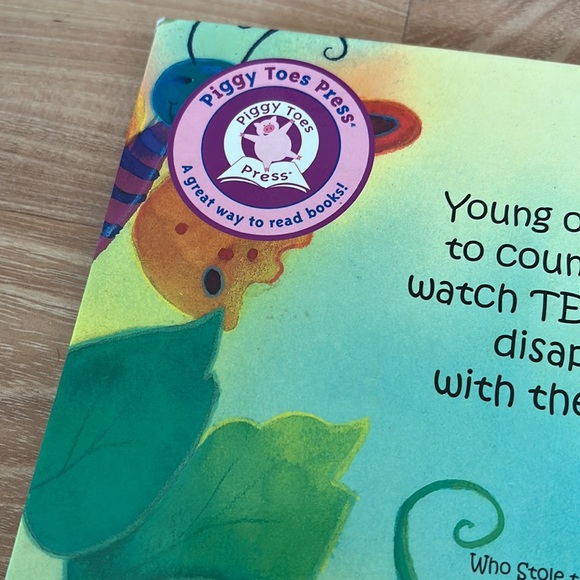 Piggy Toes Press
Piggy Toes
Press
A great way to read books!
Young
to coun
watch TE
disap
with the
Who Stole